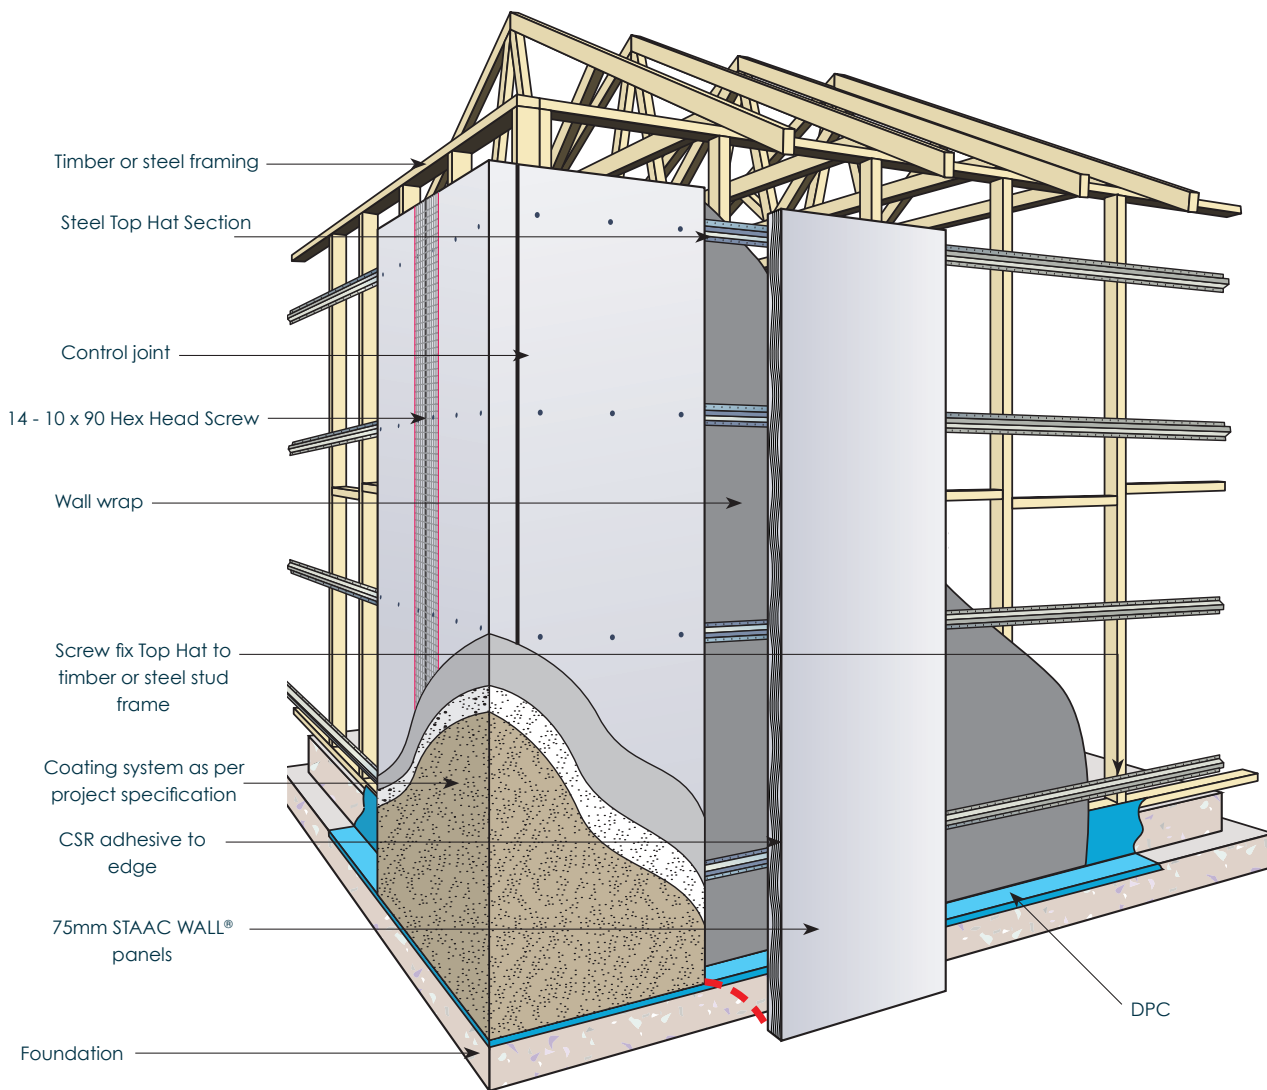 Timber or steel framing
Steel Top Hat Section
Control joint
14 - 10 x 90 Hex Head Screw
Wall wrap
Screw fix Top Hat to
timber or steel stud
frame
Coating system as per
project specification
CSR adhesive to
edge
75mm STAAC WALL®
panels
DPC
Foundation